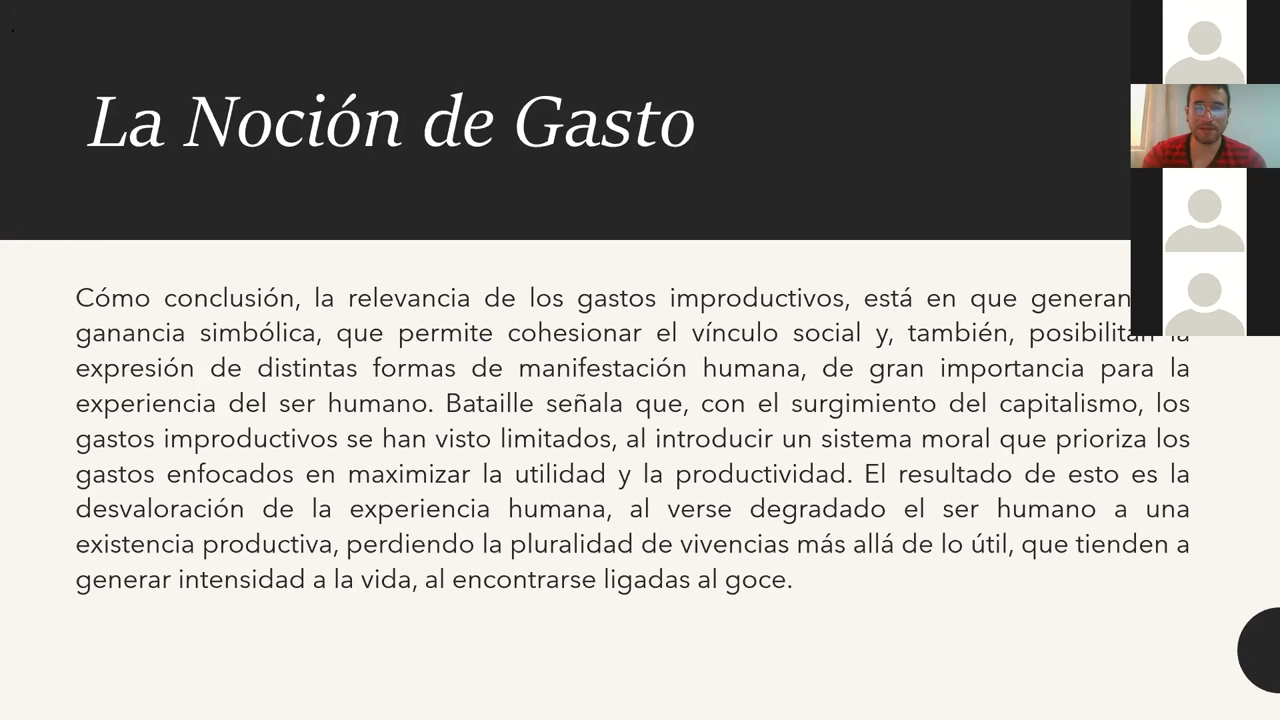 La Noción de Gasto
Cómo conclusión, la relevancia de los gastos improductivos, está en que generan
ganancia simbólica, que permite cohesionar el vínculo social y, también, posibilitan la
expresión de distintas formas de manifestación humana, de gran importancia para la
experiencia del ser humano. Bataille señala que, con el surgimiento del capitalismo, los
gastos improductivos se han visto limitados, al introducir un sistema moral que prioriza los
gastos enfocados en maximizar la utilidad y la productividad. El resultado de esto es la
desvaloración de la experiencia humana, al verse degradado el ser humano a una
existencia productiva, perdiendo la pluralidad de vivencias más allá de lo útil, que tienden a
generar intensidad a la vida, al encontrarse ligadas al goce.